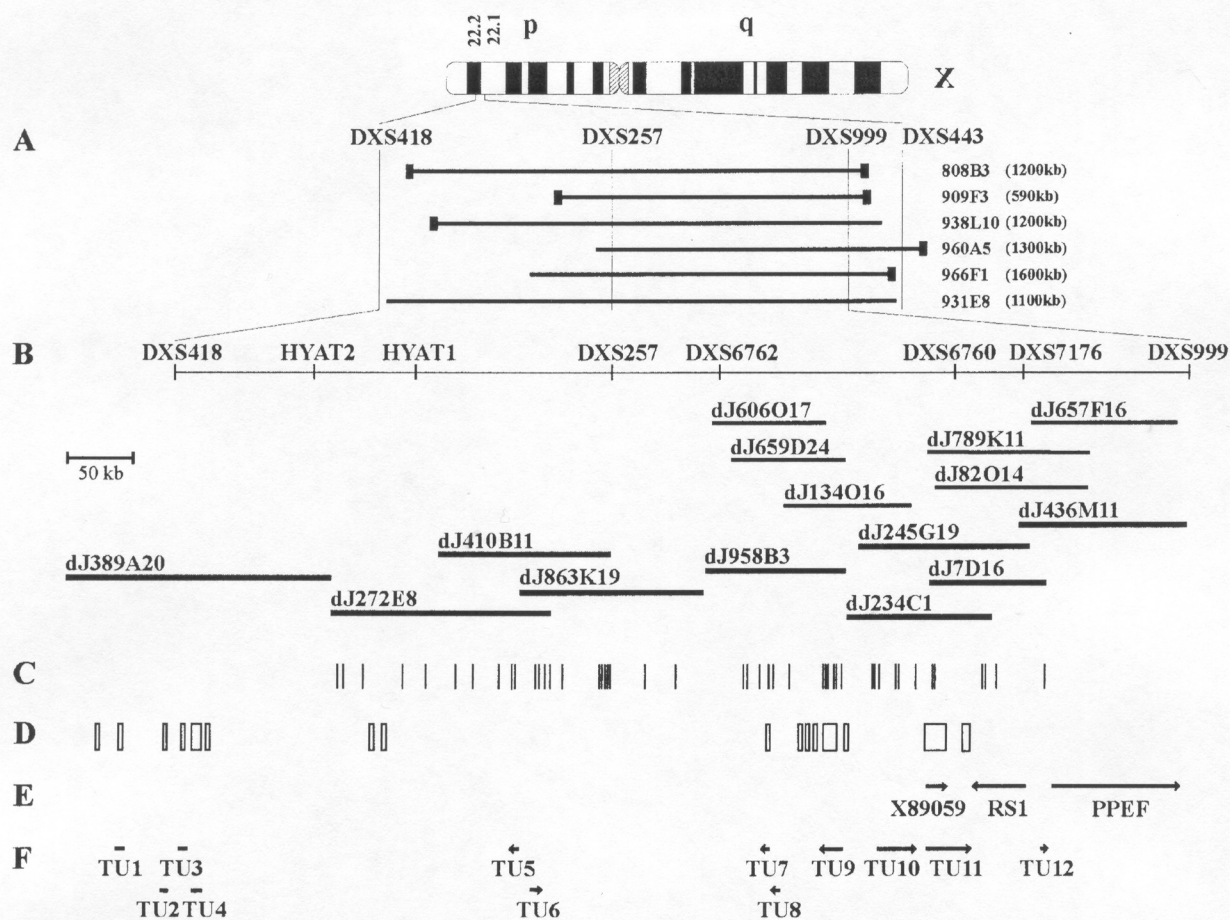 22.2 22.1 p q
X
A DXS418 DXS257 DXS999 DXS443
808B3 (1200kb)
909F3 (590kb)
938L10 (1200kb)
960A5 (1300kb)
966F1 (1600kb)
931E8 (1100kb)
B DXS418 HYAT2 HYAT1 DXS257 DXS6762 DXS6760 DXS7176 DXS999
dJ606O17 dJ657F16
dJ659D24 dJ789K11
50 kb
dJ82O14
dJ134O16
dJ436M11
dJ410B11 dJ245G19
dJ389A20 dJ958B3
dJ863K19 dJ7D16
dJ272E8 dJ234C1
C
D
E X89059 RS1 PPEF
F TU1 TU3 TU5 TU7 TU9 TU10 TU11 TU12
TU2 TU4 TU6 TU8